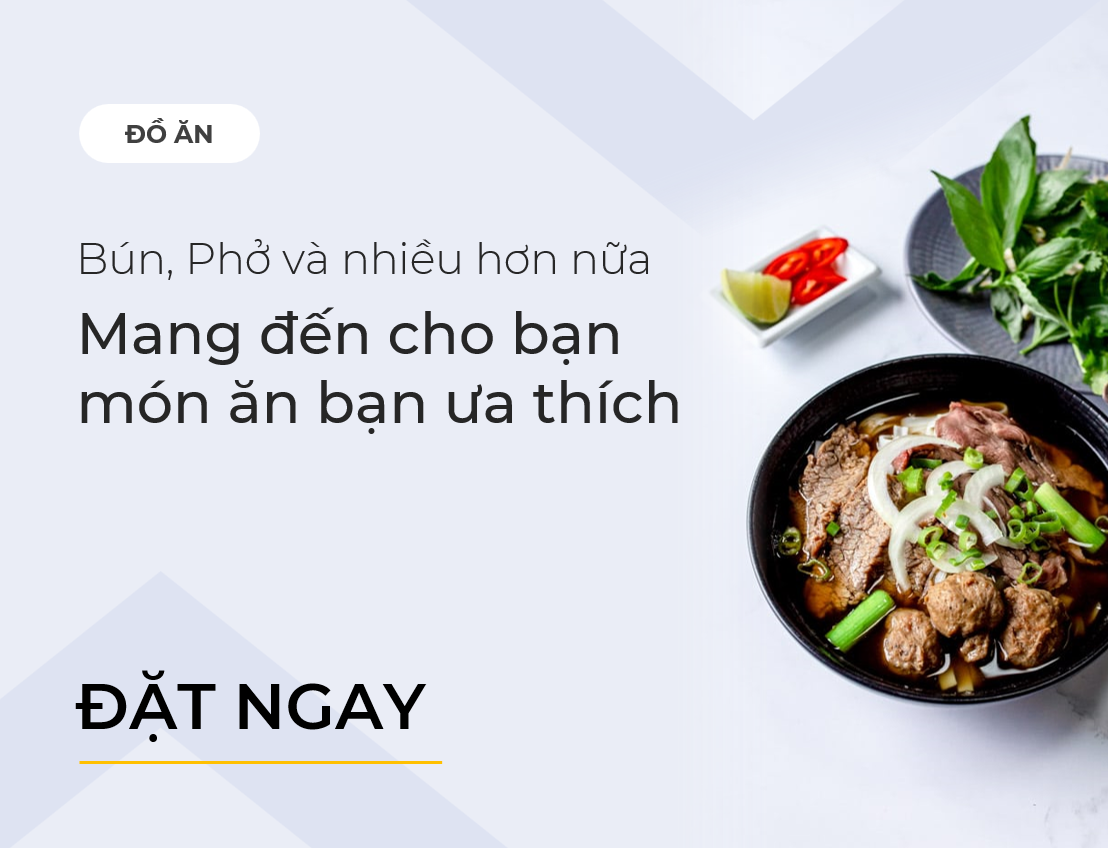 ĐỒ ĂN
Bún, Phở và nhiều hơn nữa
Mang đến cho bạn
món ăn bạn ưa thích
ĐẶT NGAY